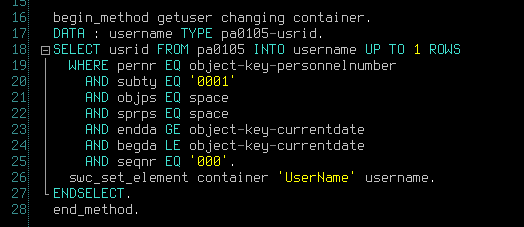 16 begin_method getuser changing container.
17 DATA : username TYPE pa0105-usrid.
18 SELECT usrid FROM pa0105 INTO username UP TO 1 ROWS
19 WHERE pernr EQ object-key-personnelnumber
20 AND subty EQ '0001'
21 AND objps EQ space
22 AND sprps EQ space
23 AND endda GE object-key-currentdate
24 AND begda LE object-key-currentdate
25 AND seqnr EQ '000'.
26 swc_set_element container 'UserName' username.
27 ENDSELECT.
28 end_method.